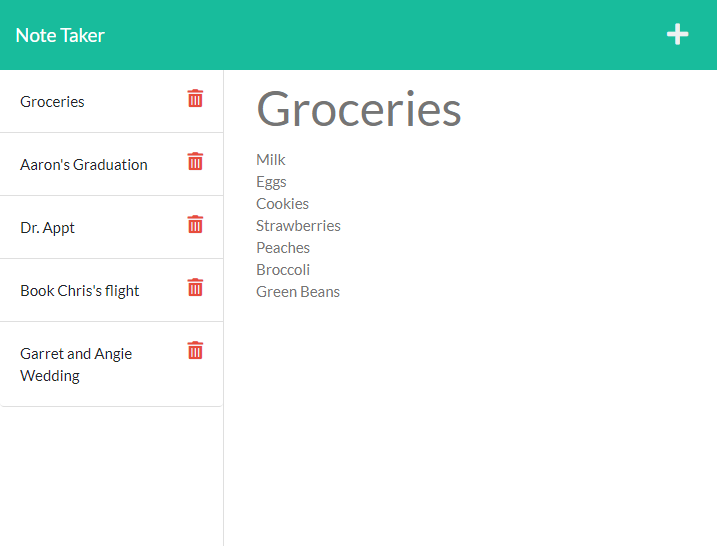 Note Taker
Groceries
Aaron's Graduation
Dr. Appt
Book Chris's flight
Garret and Angie
Wedding
Groceries
Milk
Eggs
Cookies
Strawberries
Peaches
Broccoli
Green Beans